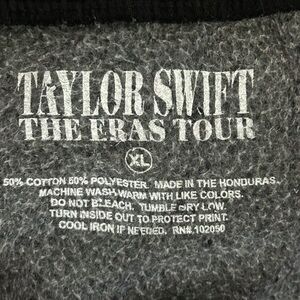 TAYLOR SWIFT
THE ERAS TOUR
XL
50% COTTON 50% POLYESTER. MADE IN THE HONDURAS.
MACHINE WASH WARM WITH LIKE COLORS.
DO NOT BLEACH. TUMBLE DRY LOW.
TURN INSIDE OUT TO PROTECT PRINT.
COOL IRON IF NEEDED. RN#.102050